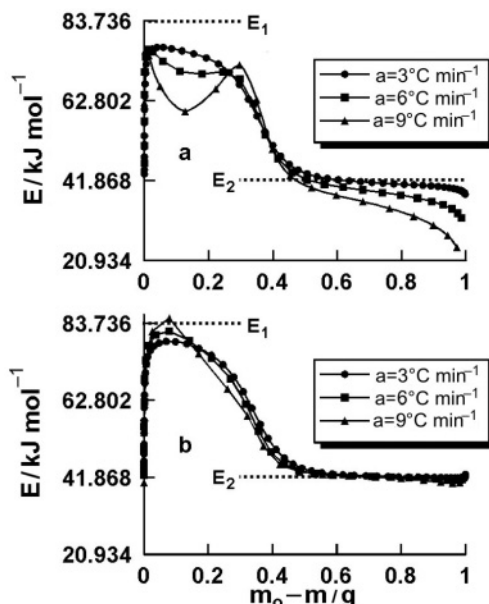 83.736
E₁
a=3°C min⁻¹
a=6°C min⁻¹
a=9°C min⁻¹
62.802
a
E / kJ mol⁻¹
41.868
E₂
20.934
0 0.2 0.4 0.6 0.8 1
83.736
E₁
a=3°C min⁻¹
a=6°C min⁻¹
a=9°C min⁻¹
62.802
b
E / kJ mol⁻¹
41.868
E₂
20.934
0 0.2 0.4 0.6 0.8 1
m₀ – m / g